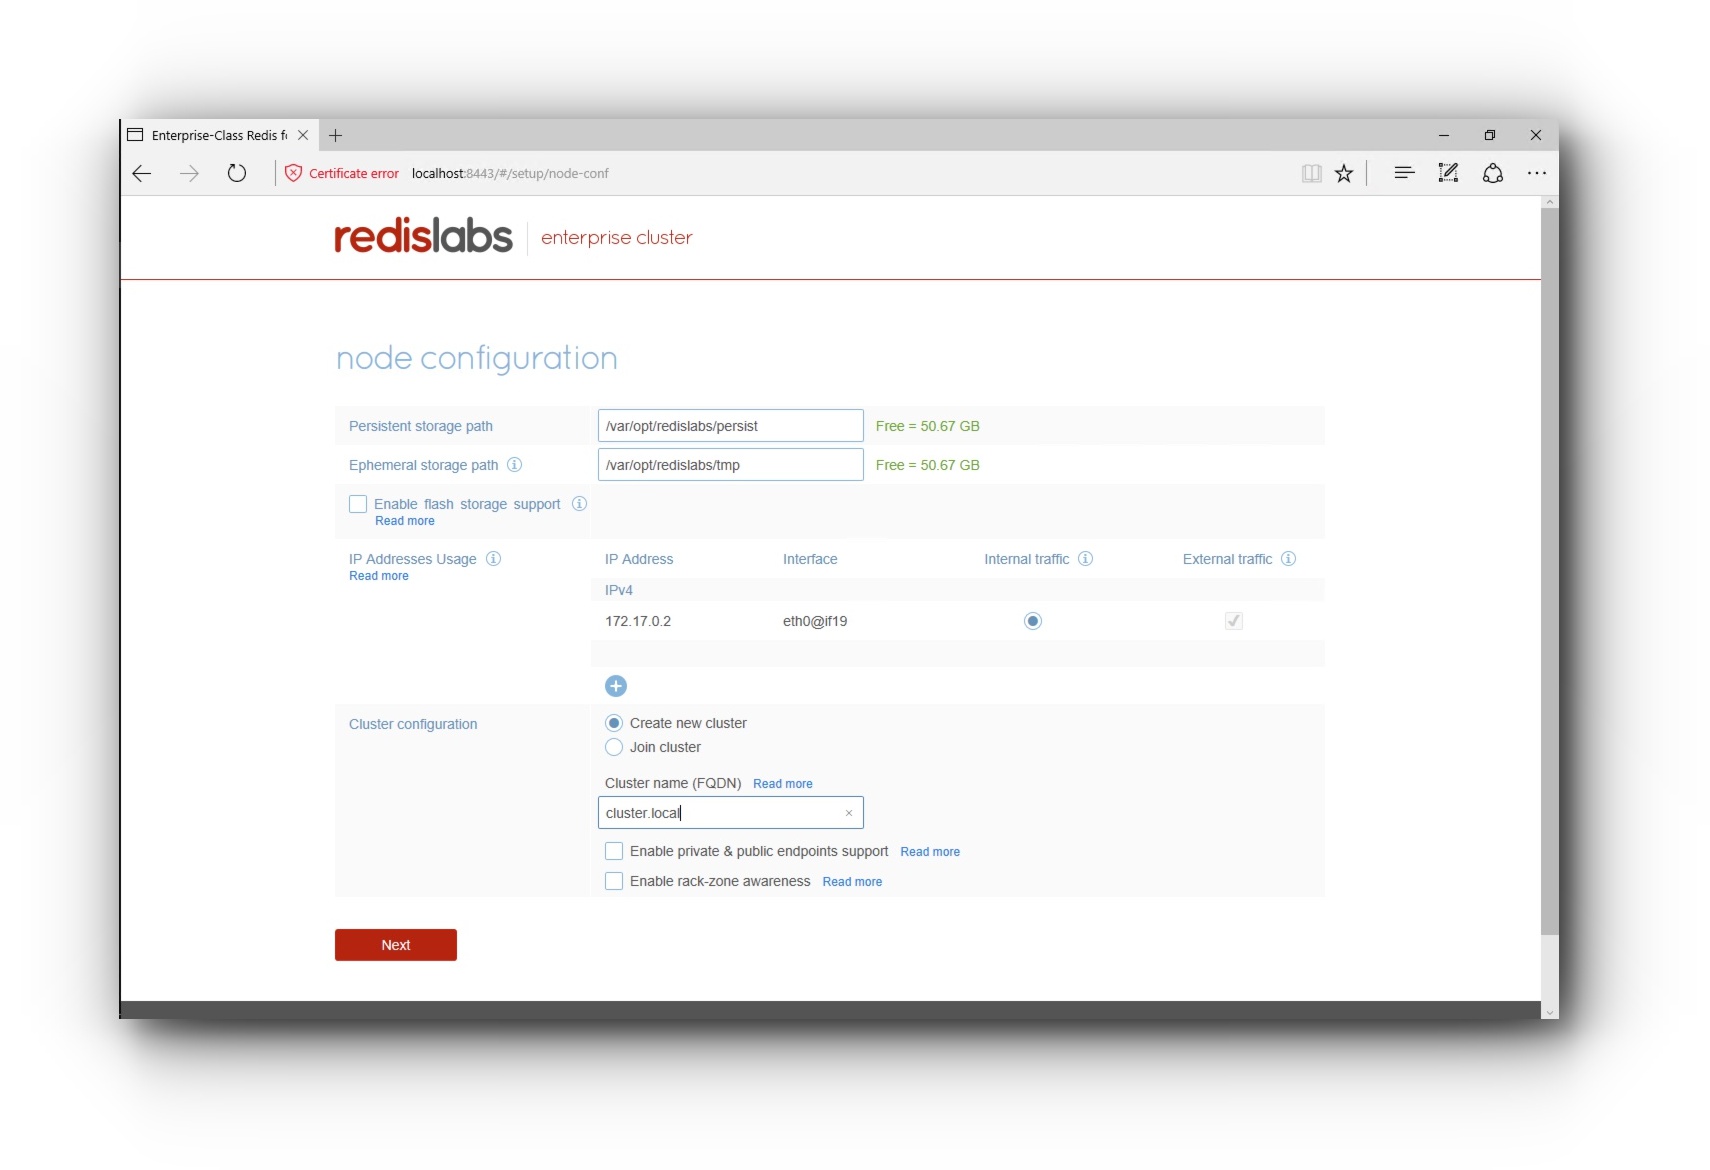 Enterprise-Class Redis f
Certificate error localhost:8443/#/setup/node-conf
redislabs enterprise cluster
node configuration
Persistent storage path /var/opt/redislabs/persist Free = 50.67 GB
Ephemeral storage path /var/opt/redislabs/tmp Free = 50.67 GB
Enable flash storage support
Read more
IP Addresses Usage IP Address Interface Internal traffic External traffic
Read more
IPv4
172.17.0.2 eth0@if19
Cluster configuration Create new cluster
Join cluster
Cluster name (FQDN) Read more
cluster.local
Enable private & public endpoints support Read more
Enable rack-zone awareness Read more
Next